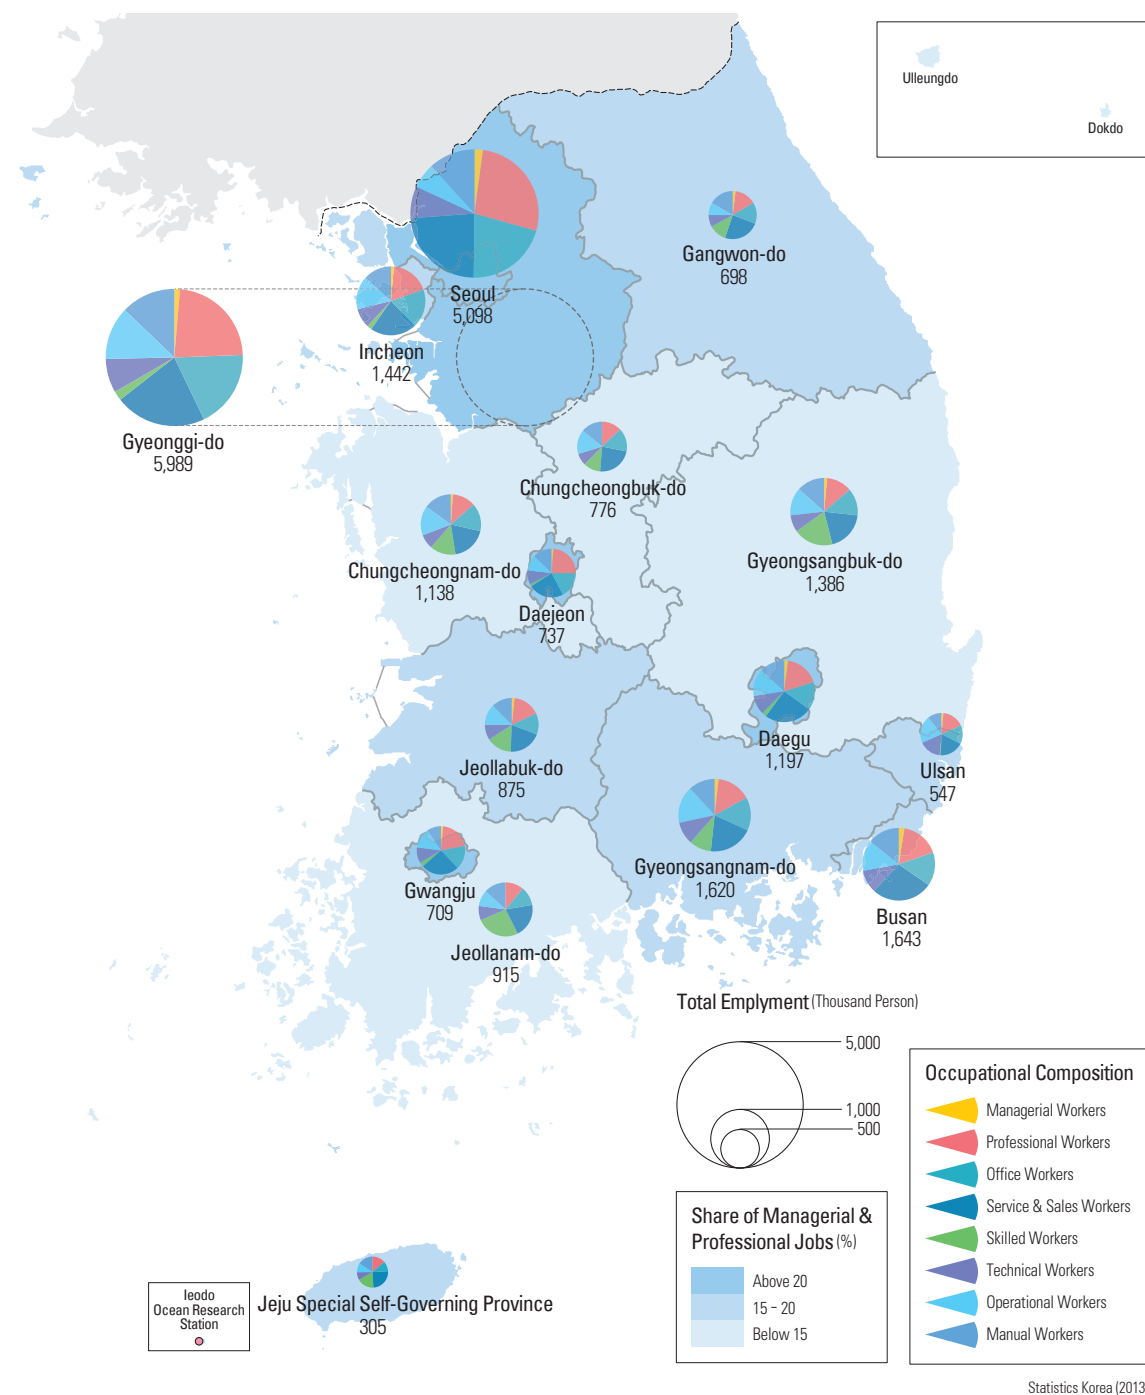 Ulleungdo
Dokdo
Gangwon-do
698
Seoul
5,098
Incheon
1,442
Gyeonggi-do
5,989
Chungcheongbuk-do
776
Chungcheongnam-do
1,138
Gyeongsangbuk-do
1,386
Daejeon
737
Daegu
1,197
Ulsan
547
Jeollabuk-do
875
Gyeongsangnam-do
1,620
Busan
1,643
Gwangju
709
Jeollanam-do
915
Total Emplyment (Thousand Person)
5,000
1,000
500
Share of Managerial &
Professional Jobs (%)
Above 20
15 - 20
Below 15
Occupational Composition
Managerial Workers
Professional Workers
Office Workers
Service & Sales Workers
Skilled Workers
Technical Workers
Operational Workers
Manual Workers
Ieodo
Ocean Research
Station
Jeju Special Self-Governing Province
305
Statistics Korea (2013